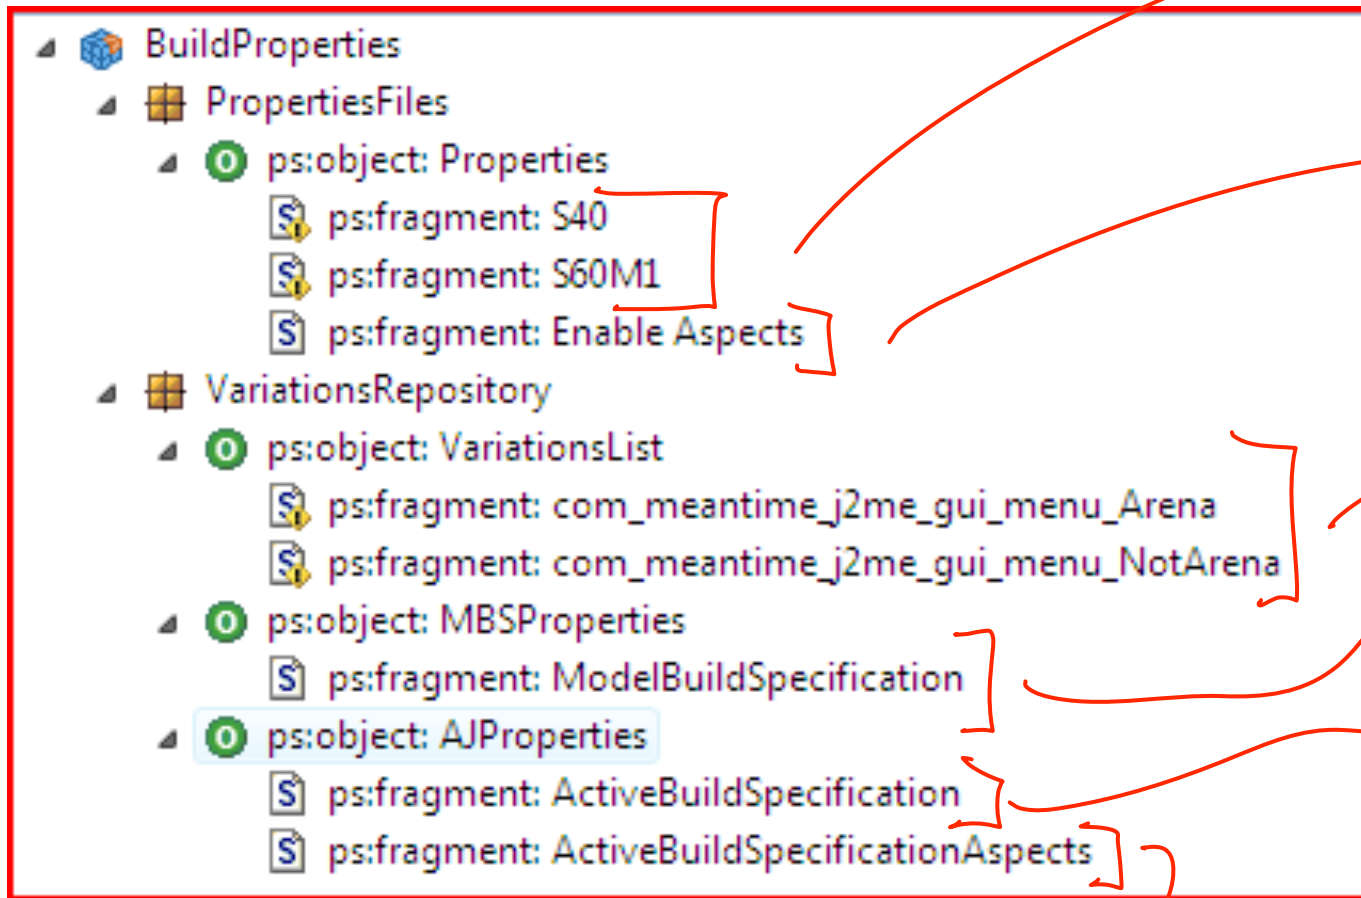 BuildProperties
PropertiesFiles
ps:object: Properties
ps:fragment: S40
ps:fragment: S60M1
ps:fragment: Enable Aspects
VariationsRepository
ps:object: VariationsList
ps:fragment: com_meantime_j2me_gui_menu_Arena
ps:fragment: com_meantime_j2me_gui_menu_NotArena
ps:object: MBSProperties
ps:fragment: ModelBuildSpecification
ps:object: AJProperties
ps:fragment: ActiveBuildSpecification
ps:fragment: ActiveBuildSpecificationAspects